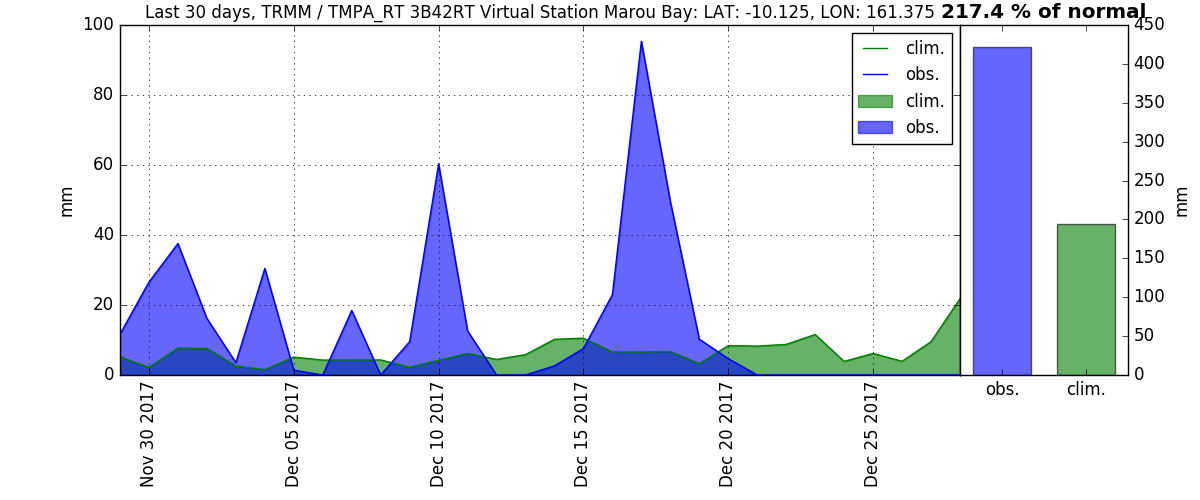 Last 30 days, TRMM / TMPA_RT 3B42RT Virtual Station Marou Bay: LAT: -10.125, LON: 161.375 217.4 % of normal
100
80
60
40
20
0
mm
clim.
obs.
clim.
obs.
450
400
350
300
250
200
150
100
50
0
mm
Nov 30 2017
Dec 05 2017
Dec 10 2017
Dec 15 2017
Dec 20 2017
Dec 25 2017
obs.
clim.